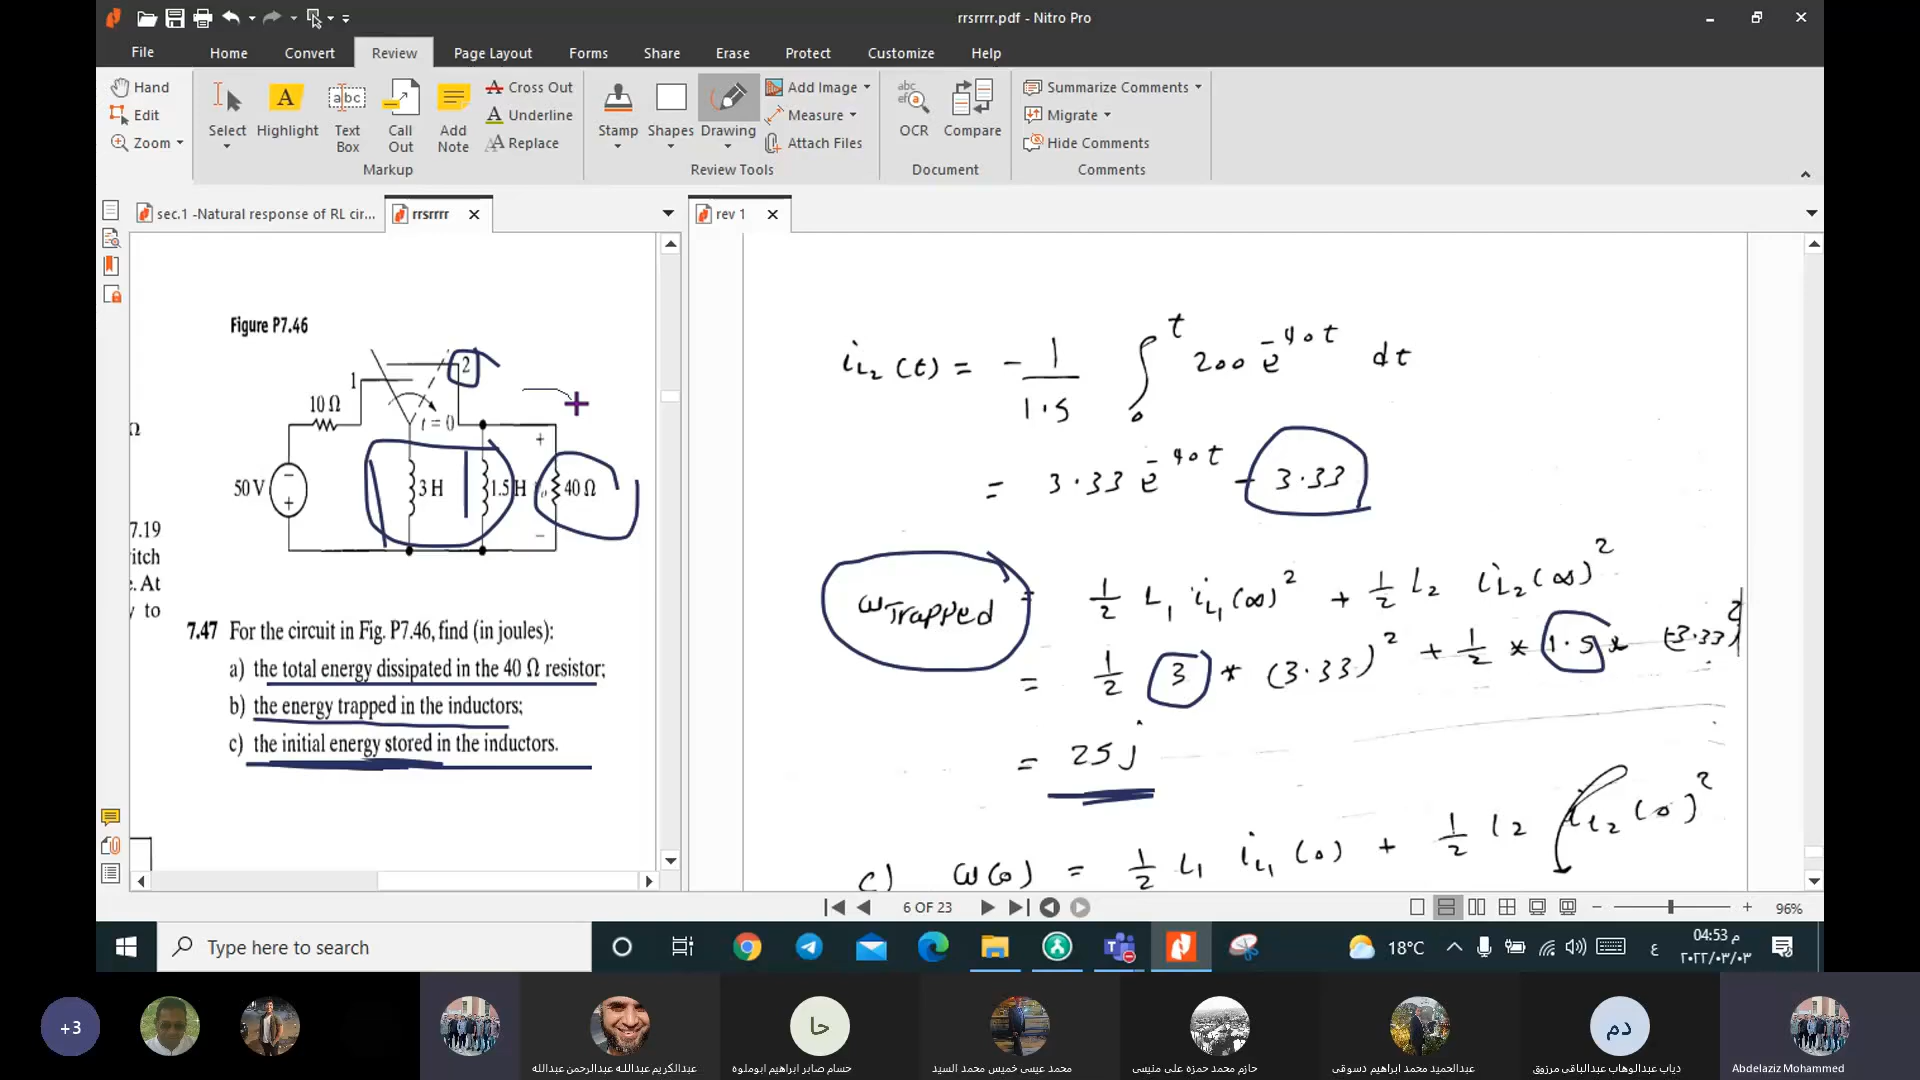 rrsrrrr.pdf - Nitro Pro
File
Home
Convert
Review
Page Layout
Forms
Share
Erase
Protect
Customize
Help
Hand
Edit
Zoom
Select
Highlight
Text Box
Call Out
Add Note
Cross Out
Underline
Replace
Markup
Stamp
Shapes
Drawing
Add Image
Measure
Attach Files
Review Tools
OCR
Compare
Document
Summarize Comments
Migrate
Hide Comments
Comments
sec.1 -Natural response of RL cir...
rrsrrrr
rev 1
Figure P7.46
1
2
10 Ω
t = 0
+
50 V
−
+
3 H
1.5 H
40 Ω
−
Ω
7.19
itch
:. At
y to
7.47 For the circuit in Fig. P7.46, find (in joules):
a) the total energy dissipated in the 40 Ω resistor;
b) the energy trapped in the inductors;
c) the initial energy stored in the inductors.
iL2 (t) = - 1/1.5 ∫0^t 200 e^-40t dt
= 3.33 e^-40t - 3.33
ωTrapped = 1/2 L1 iL1(∞)^2 + 1/2 L2 iL2(∞)^2
= 1/2 3 * (3.33)^2 + 1/2 * 1.5 * (-3.33)^2
= 25 j
c) ω(o) = 1/2 L1 iL1 (o) + 1/2 L2 iL2 (o)^2
6 OF 23
96%
Type here to search
18°C
ع
04:53 م
٢٠٢٢/٠٣/٠٣
+3
حا
دم
عبدالكريم عبدالله عبدالرحمن عبدالله
حسام صابر ابراهيم ابوملوة
محمد عيسى خميس محمد السيد
حازم محمد حمزه على منيسى
عبدالحميد محمد ابراهيم دسوقى
دياب عبدالوهاب عبدالباقى مرزوق
Abdelaziz Mohammed